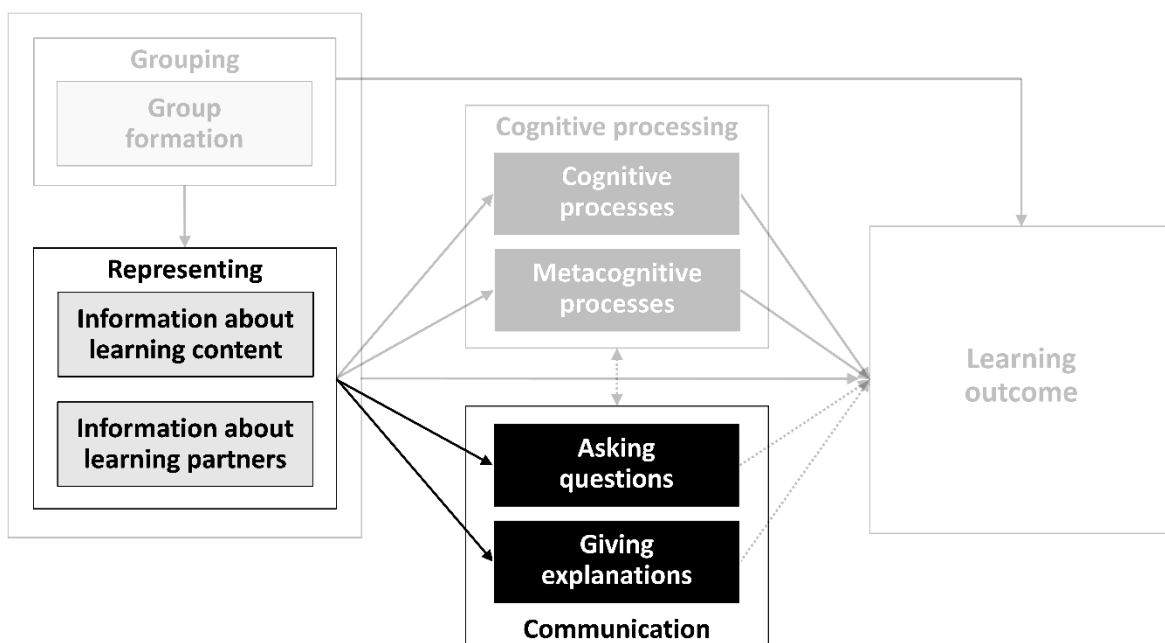 Grouping
Group
formation
Representing
Information about
learning content
Information about
learning partners
Cognitive processing
Cognitive
processes
Metacognitive
processes
Asking
questions
Giving
explanations
Communication
Learning
outcome